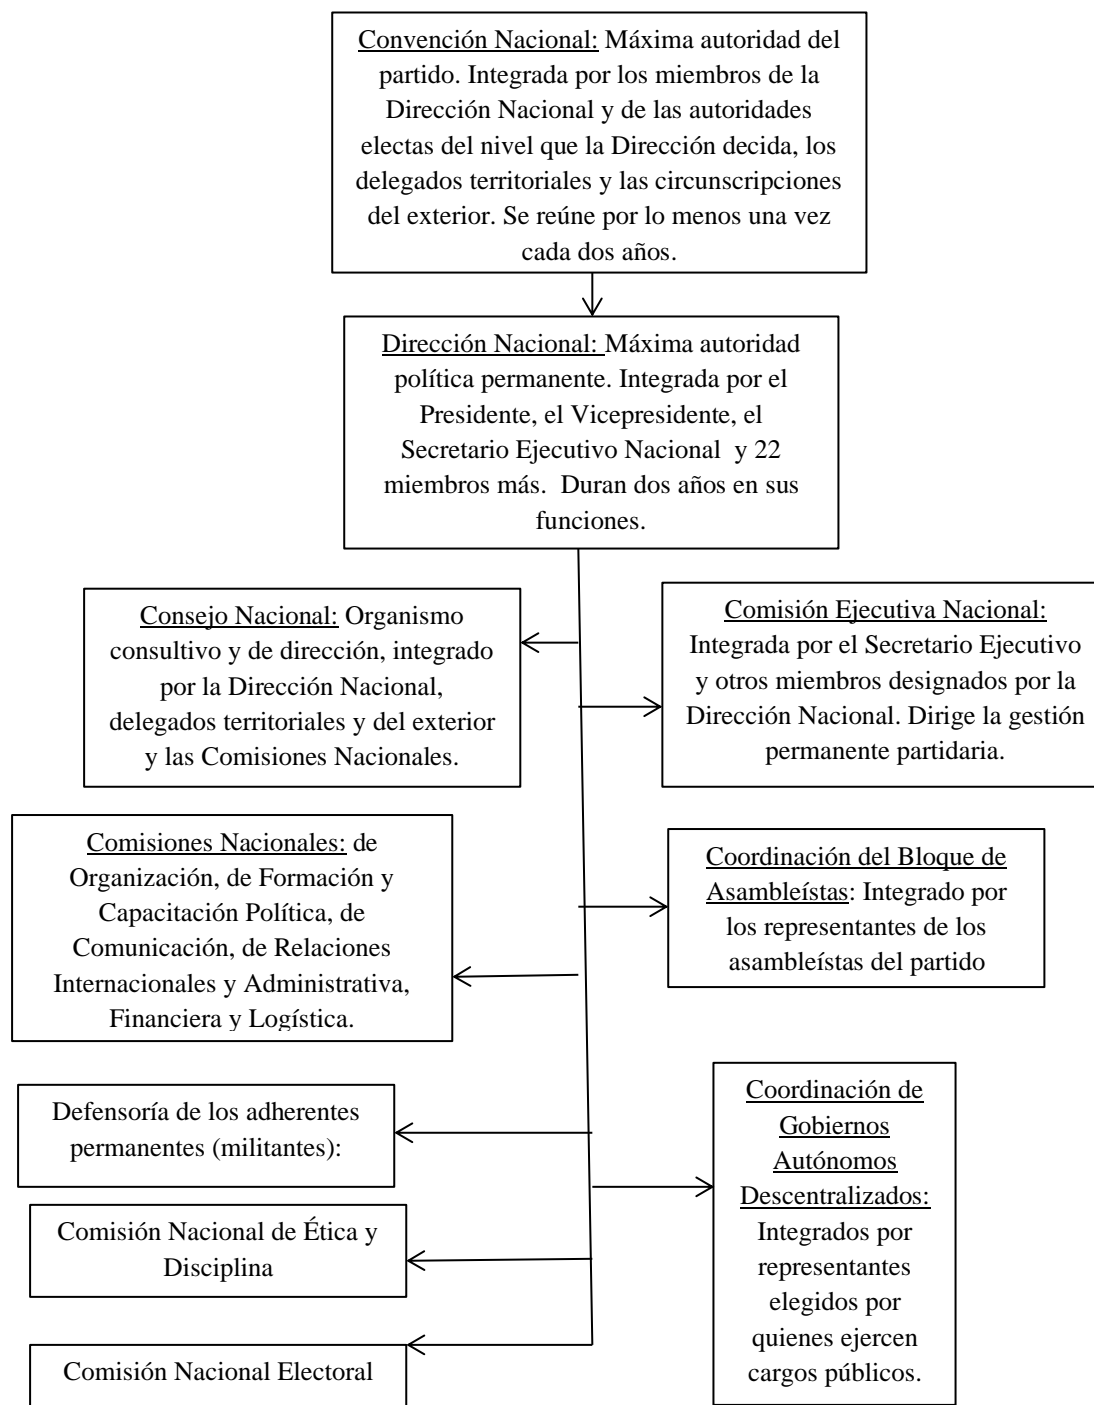 Convención Nacional: Máxima autoridad del
partido. Integrada por los miembros de la
Dirección Nacional y de las autoridades
electas del nivel que la Dirección decida, los
delegados territoriales y las circunscripciones
del exterior. Se reúne por lo menos una vez
cada dos años.
Dirección Nacional: Máxima autoridad
política permanente. Integrada por el
Presidente, el Vicepresidente, el
Secretario Ejecutivo Nacional y 22
miembros más. Duran dos años en sus
funciones.
Consejo Nacional: Organismo
consultivo y de dirección, integrado
por la Dirección Nacional,
delegados territoriales y del exterior
y las Comisiones Nacionales.
Comisión Ejecutiva Nacional:
Integrada por el Secretario Ejecutivo
y otros miembros designados por la
Dirección Nacional. Dirige la gestión
permanente partidaria.
Comisiones Nacionales: de
Organización, de Formación y
Capacitación Política, de
Comunicación, de Relaciones
Internacionales y Administrativa,
Financiera y Logística.
Coordinación del Bloque de
Asambleístas: Integrado por
los representantes de los
asambleístas del partido
Defensoría de los adherentes
permanentes (militantes):
Coordinación de
Gobiernos
Autónomos
Descentralizados:
Integrados por
representantes
elegidos por
quienes ejercen
cargos públicos.
Comisión Nacional de Ética y
Disciplina
Comisión Nacional Electoral